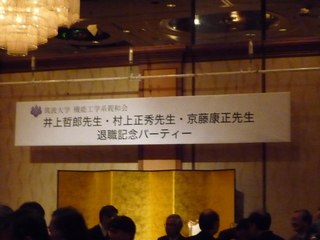 筑波大学 機能工学系親和会
井上哲郎先生・村上正秀先生・京藤康正先生
退職記念パーティー